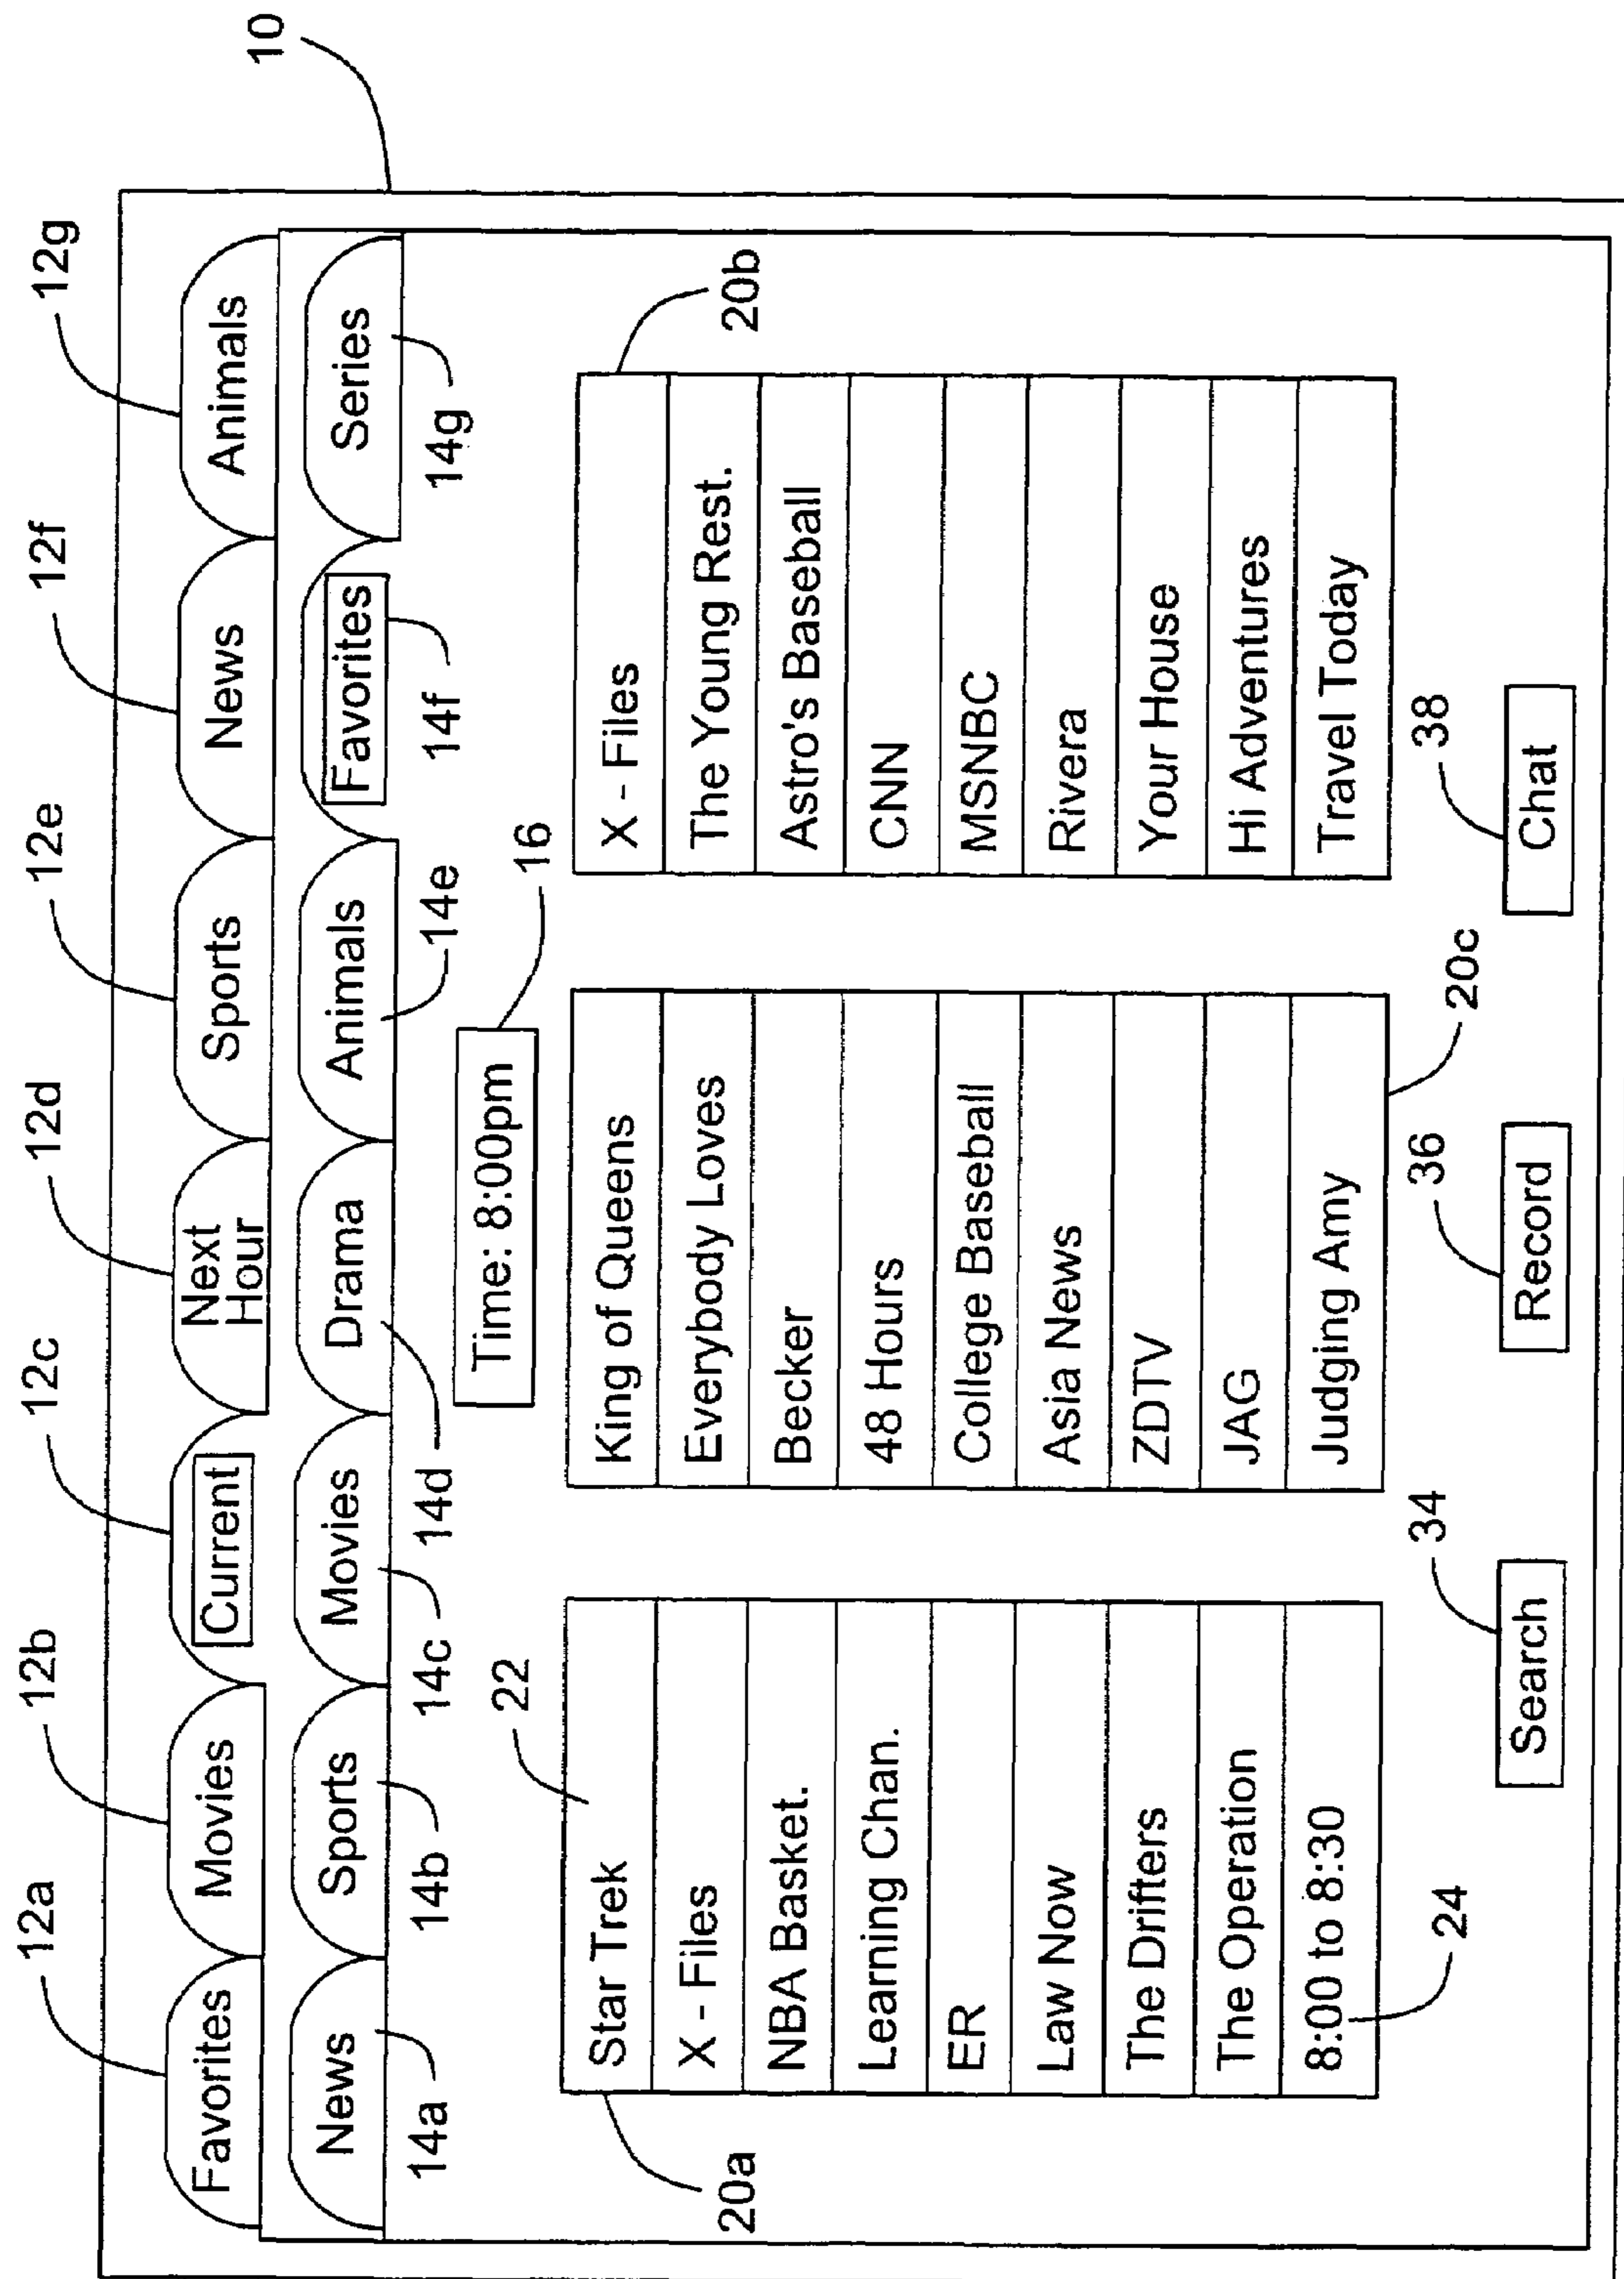 12a
12b
12c
12d
12e
12f
12g
10
Favorites
Movies
Current
Next
Hour
Sports
News
Animals
News
Sports
Movies
Drama
Animals
Favorites
Series
14a
14b
14c
14d
14e
14f
14g
Time: 8:00pm
16
20a
22
Star Trek
X - Files
NBA Basket.
Learning Chan.
ER
Law Now
The Drifters
The Operation
8:00 to 8:30
24
King of Queens
Everybody Loves
Becker
48 Hours
College Baseball
Asia News
ZDTV
JAG
Judging Amy
20c
20b
X - Files
The Young Rest.
Astro's Baseball
CNN
MSNBC
Rivera
Your House
Hi Adventures
Travel Today
34
36
38
Search
Record
Chat